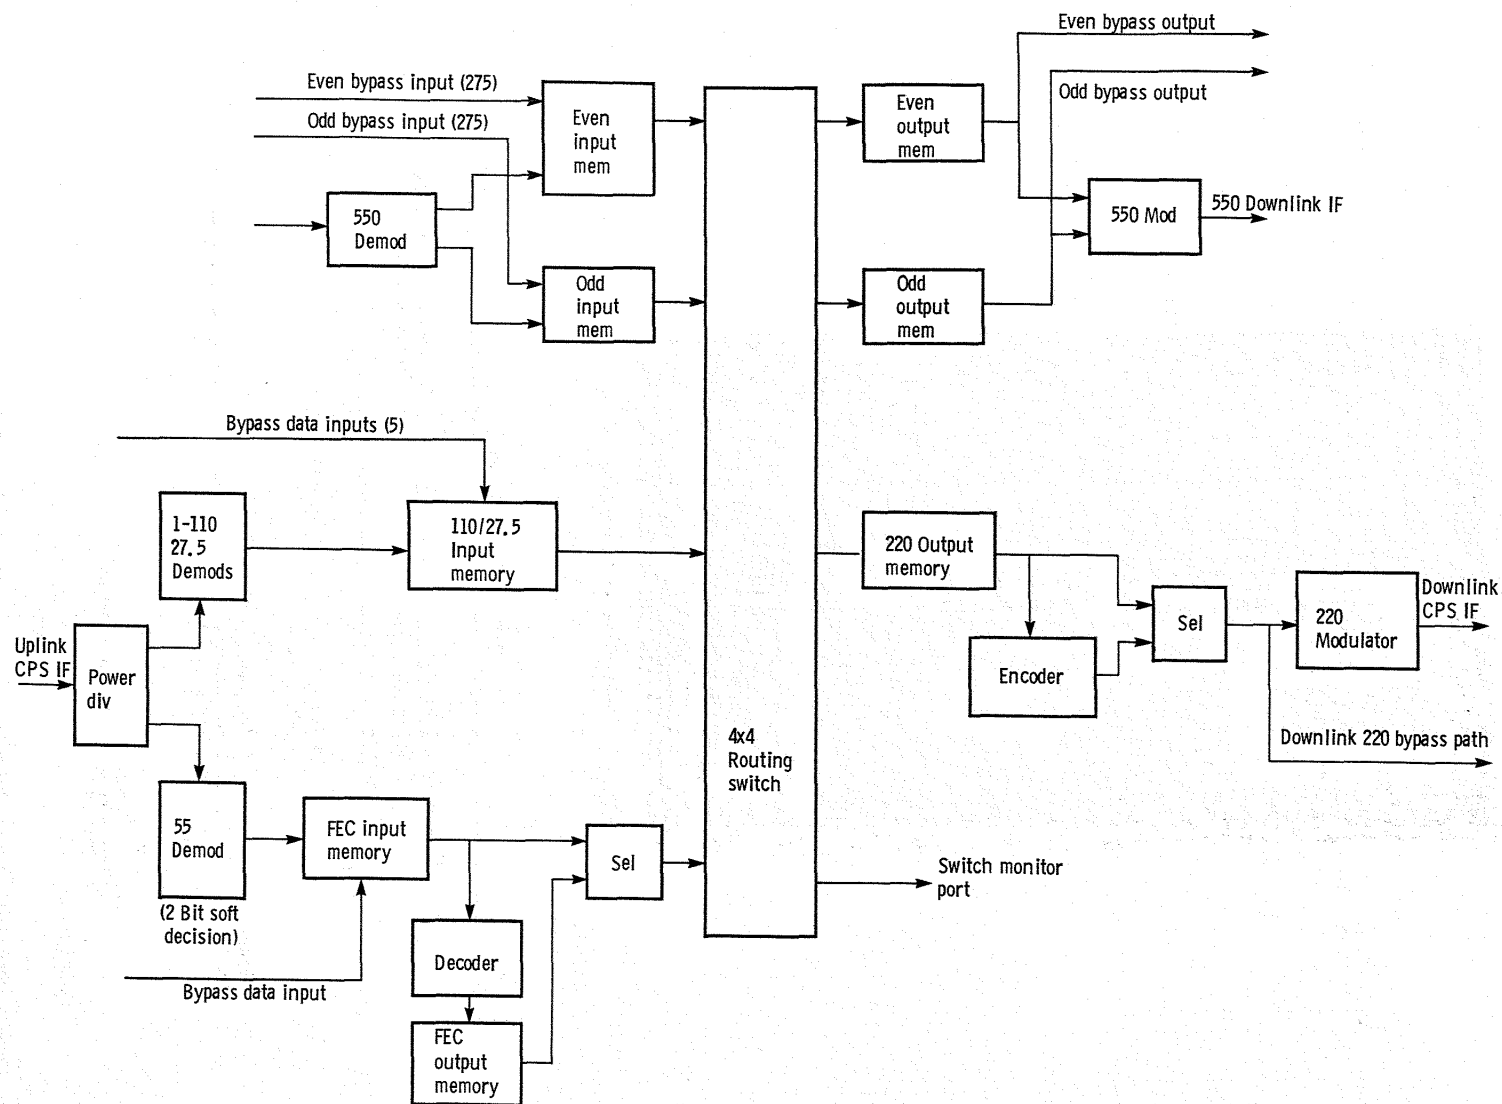 Even bypass output
Even bypass input (275)
Odd bypass output
Odd bypass input (275)
Even
input
mem
Even
output
mem
550
Demod
550 Mod
550 Downlink IF
Odd
input
mem
Odd
output
mem
Bypass data inputs (5)
1-110
27.5
Demods
110/27.5
Input
memory
220 Output
memory
Uplink
CPS IF
Power
div
Sel
Encoder
220
Modulator
Downlink
CPS IF
Downlink 220 bypass path
4x4
Routing
switch
55
Demod
(2 Bit soft
decision)
FEC input
memory
Sel
Switch monitor
port
Decoder
Bypass data input
FEC
output
memory